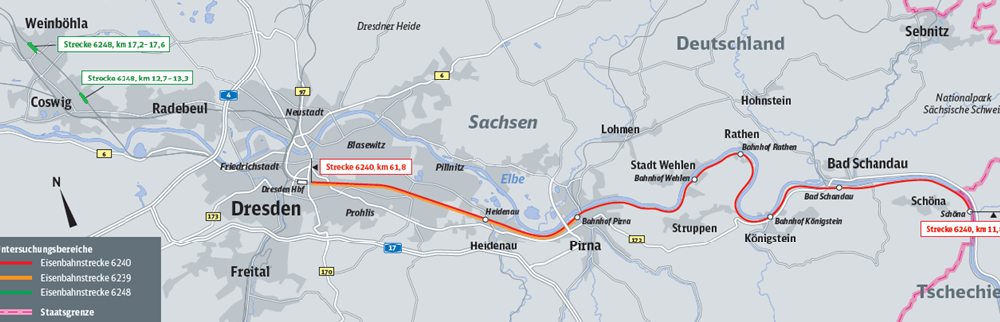 Weinböhla
Strecke 6248, km 17,2- 17,6
Strecke 6248, km 12,7 - 13,3
Coswig
Radebeul
Dresdner Heide
6
4
97
Neustadt
Deutschland
Sebnitz
Hohnstein
Nationalpark
Sächsische Schwei
Sachsen
Lohmen
Rathen
Bahnhof Rathen
Blasewitz
6
Friedrichstadt
Strecke 6240, km 61,8
Pillnitz
Elbe
Stadt Wehlen
Bahnhof Wehlen
Bad Schandau
Bad Schandau
Dresden Hbf
Dresden
N
173
Prohlis
Heidenau
Heidenau
Bahnhof Pirna
Pirna
Struppen
173
Bahnhof Königstein
Königstein
Schöna
Schöna
Strecke 6240, km 11,
17
170
Freital
Tschechie
ntersuchungsbereiche
Eisenbahnstrecke 6240
Eisenbahnstrecke 6239
Eisenbahnstrecke 6248
Staatsgrenze